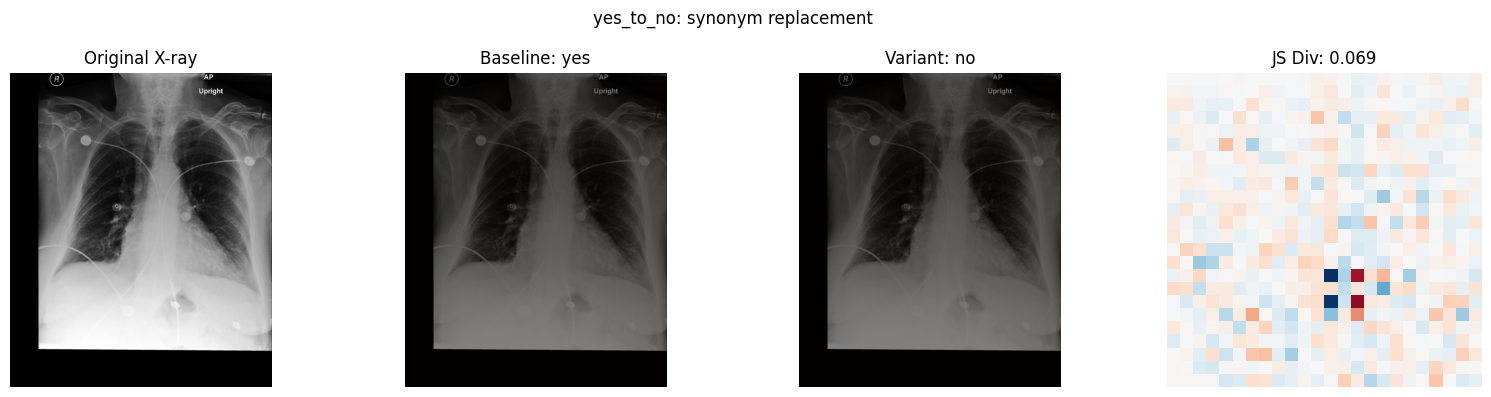 yes_to_no: synonym replacement
Original X-ray
Baseline: yes
Variant: no
JS Div: 0.069
R
AP
Upright
R
AP
Upright
R
AP
Upright